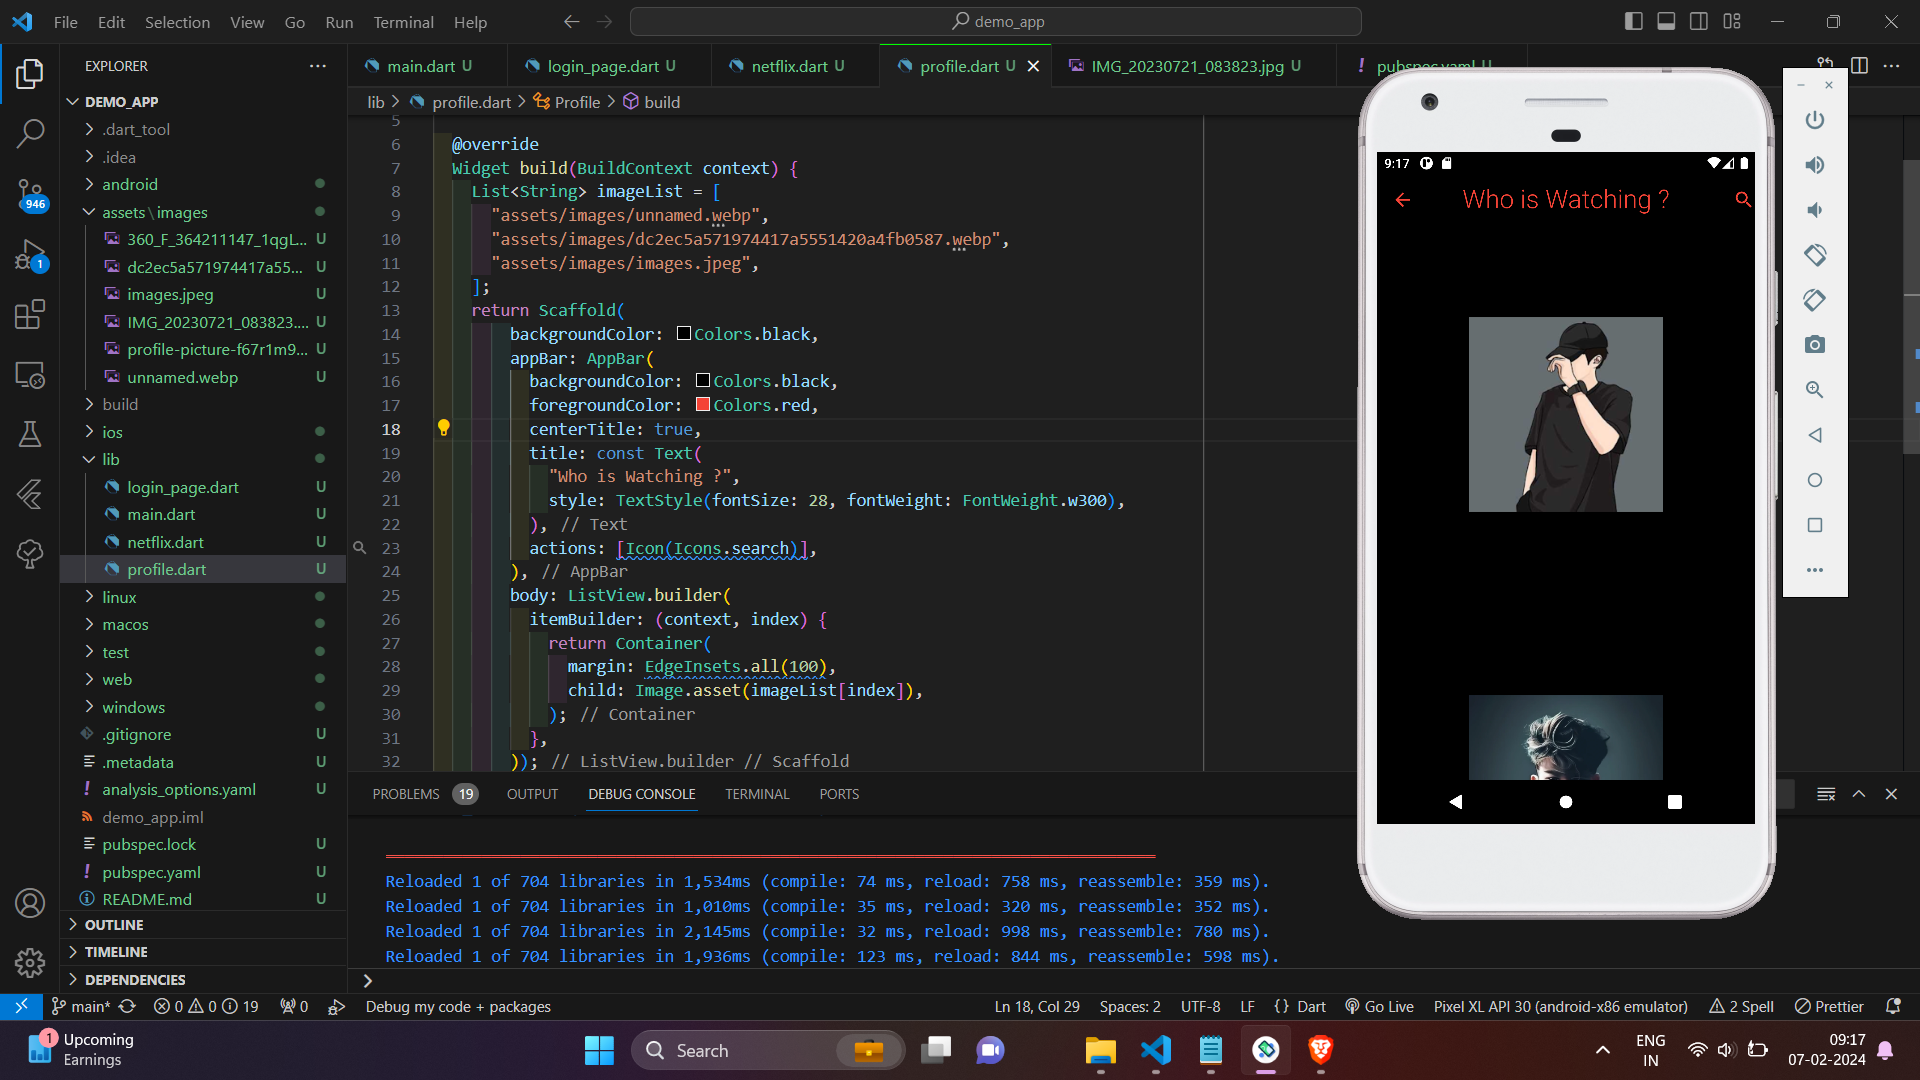 File Edit Selection View Go Run Terminal Help
demo_app
EXPLORER
DEMO_APP
.dart_tool
.idea
android
assets\images
360_F_364211147_1qgL... U
dc2ec5a571974417a55... U
images.jpeg U
IMG_20230721_083823.... U
profile-picture-f67r1m9... U
unnamed.webp U
build
ios
lib
login_page.dart U
main.dart U
netflix.dart U
profile.dart U
linux
macos
test
web
windows
.gitignore U
.metadata U
analysis_options.yaml U
demo_app.iml
pubspec.lock U
pubspec.yaml U
README.md U
OUTLINE
TIMELINE
DEPENDENCIES
946
1
main.dart U login_page.dart U netflix.dart U profile.dart U IMG_20230721_083823.jpg U pubspec.yaml U
lib > profile.dart > Profile > build
5
6 @override
7 Widget build(BuildContext context) {
8 List<String> imageList = [
9 "assets/images/unnamed.webp",
10 "assets/images/dc2ec5a571974417a5551420a4fb0587.webp",
11 "assets/images/images.jpeg",
12 ];
13 return Scaffold(
14 backgroundColor: Colors.black,
15 appBar: AppBar(
16 backgroundColor: Colors.black,
17 foregroundColor: Colors.red,
18 centerTitle: true,
19 title: const Text(
20 "Who is Watching ?",
21 style: TextStyle(fontSize: 28, fontWeight: FontWeight.w300),
22 ), // Text
23 actions: [Icon(Icons.search)],
24 ), // AppBar
25 body: ListView.builder(
26 itemBuilder: (context, index) {
27 return Container(
28 margin: EdgeInsets.all(100),
29 child: Image.asset(imageList[index]),
30 ); // Container
31 },
32 )); // ListView.builder // Scaffold
9:17
Who is Watching ?
PROBLEMS 19 OUTPUT DEBUG CONSOLE TERMINAL PORTS
Reloaded 1 of 704 libraries in 1,534ms (compile: 74 ms, reload: 758 ms, reassemble: 359 ms).
Reloaded 1 of 704 libraries in 1,010ms (compile: 35 ms, reload: 320 ms, reassemble: 352 ms).
Reloaded 1 of 704 libraries in 2,145ms (compile: 32 ms, reload: 998 ms, reassemble: 780 ms).
Reloaded 1 of 704 libraries in 1,936ms (compile: 123 ms, reload: 844 ms, reassemble: 598 ms).
main* 0 0 19 0 Debug my code + packages Ln 18, Col 29 Spaces: 2 UTF-8 LF {} Dart Go Live Pixel XL API 30 (android-x86 emulator) 2 Spell Prettier
1
Upcoming
Earnings
Search
ENG
IN
09:17
07-02-2024